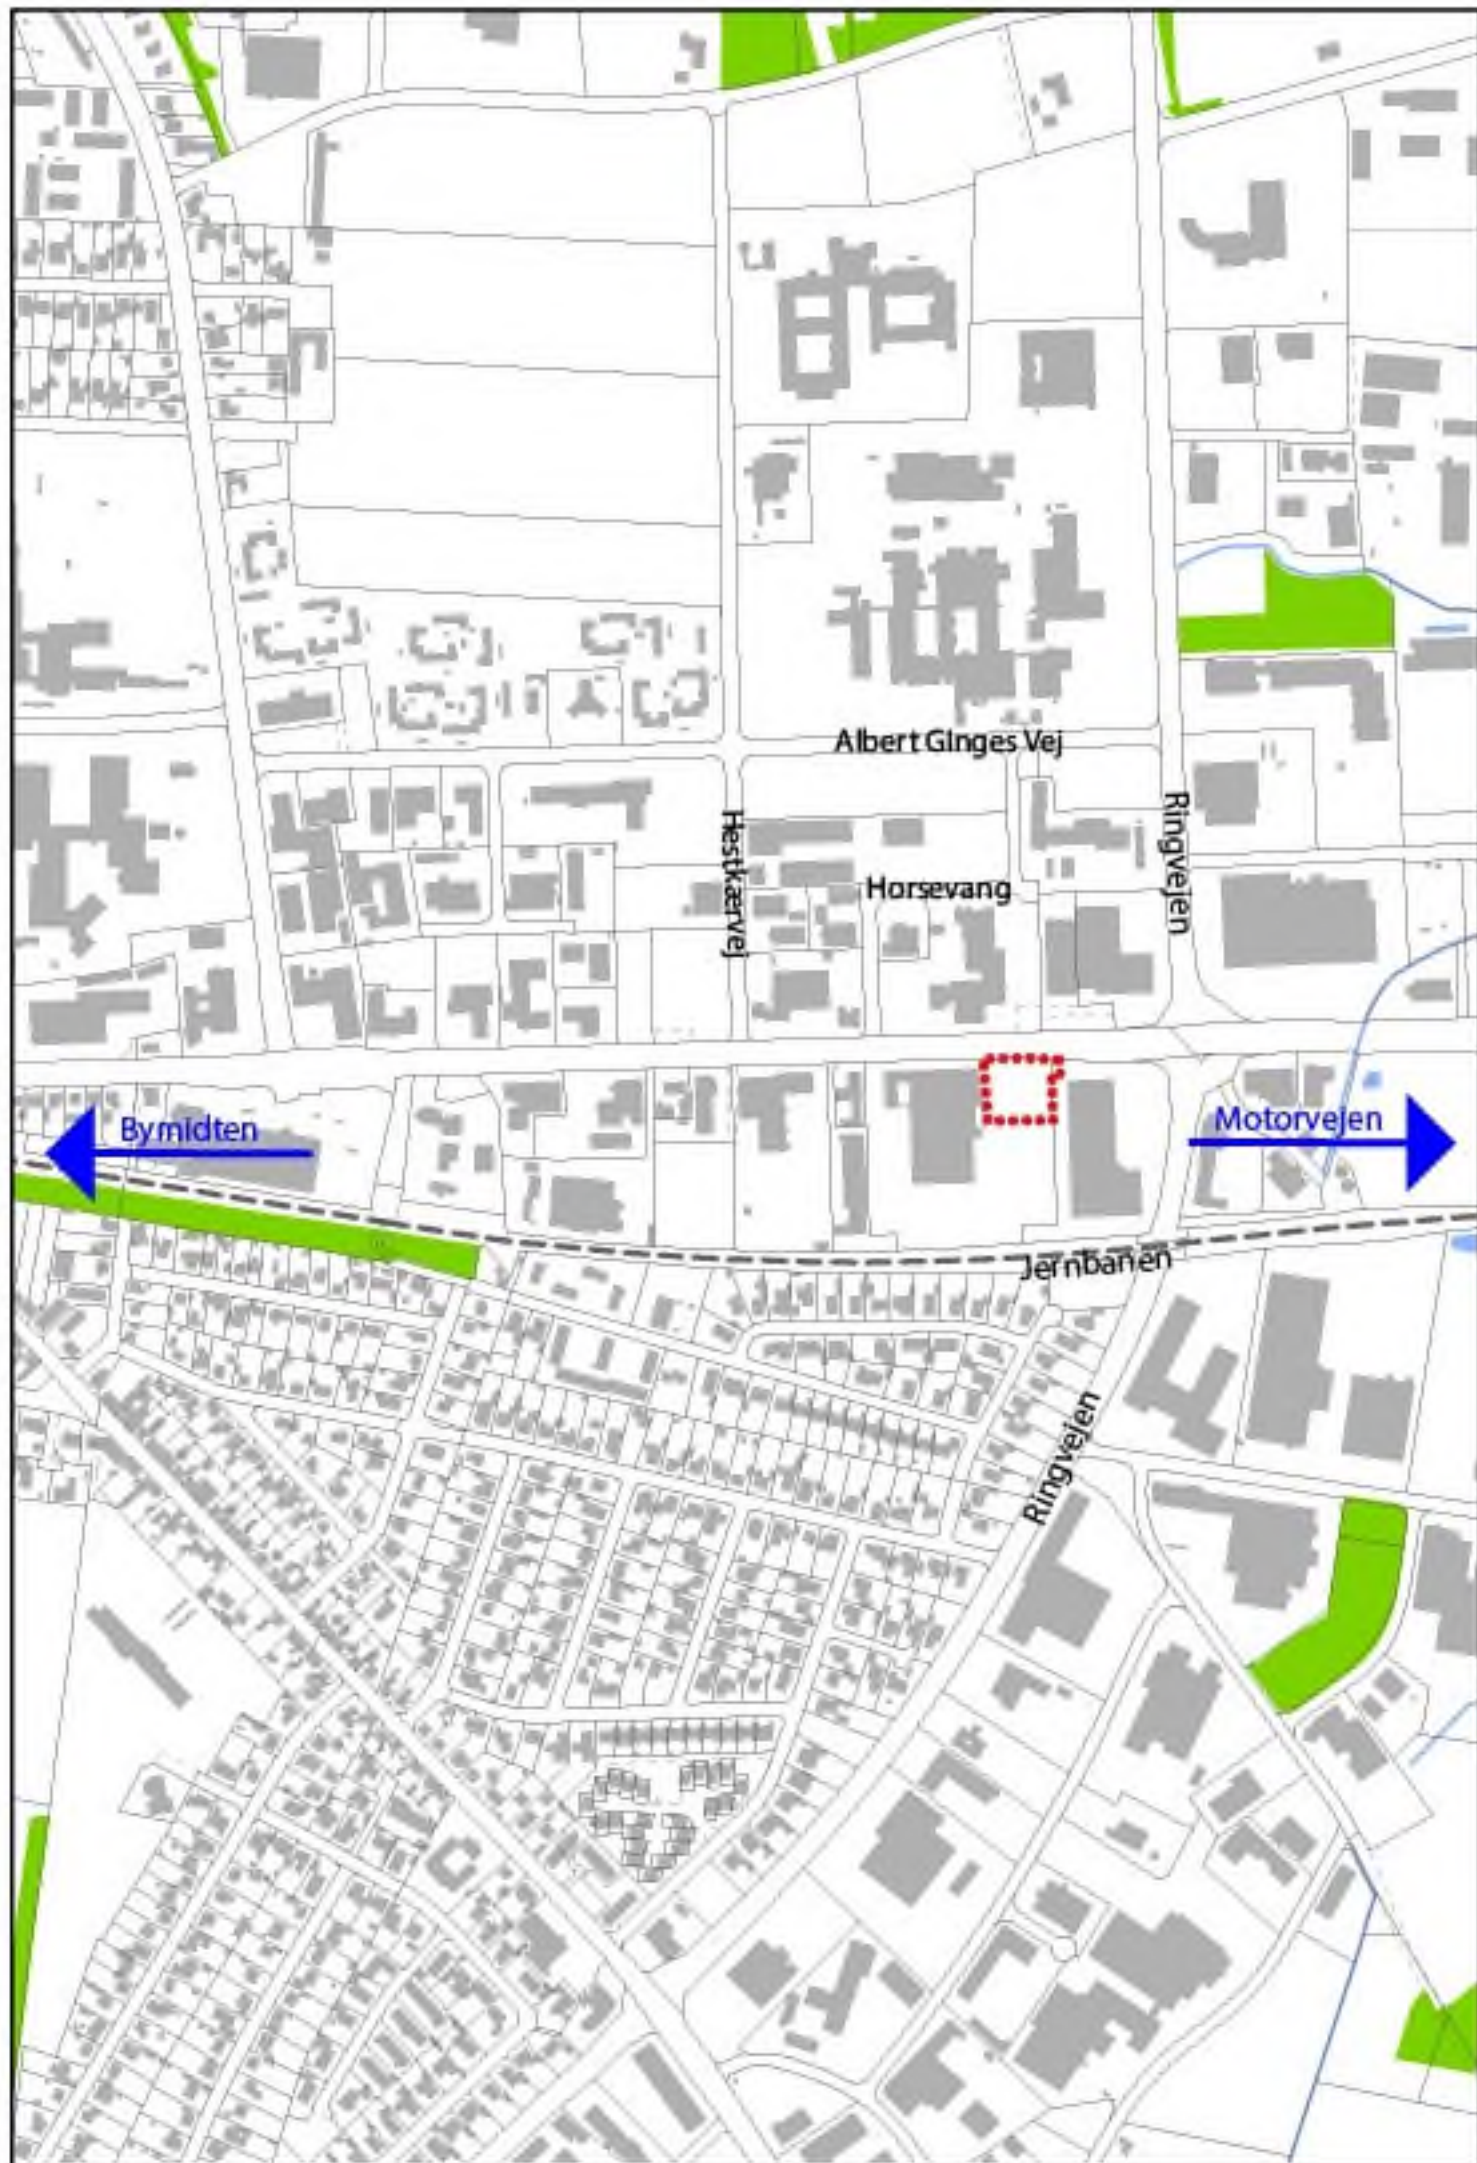 Albert Ginges Vej
Ringvejen
Hestkærvej
Horsevang
Bymidten
Motorvejen
Jernbanen
Ringvejen